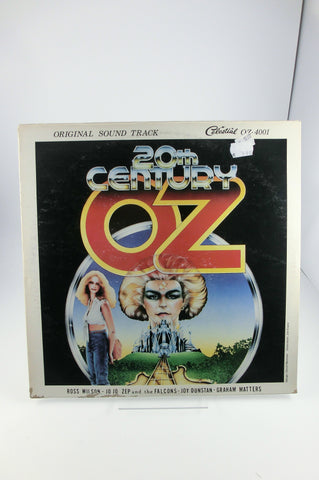 ORIGINAL SOUND TRACK
Celestial OZ-4001
20th
CENTURY
OZ
ROSS WILSON · JO JO ZEP and the FALCONS · JOY DUNSTAN · GRAHAM MATTERS